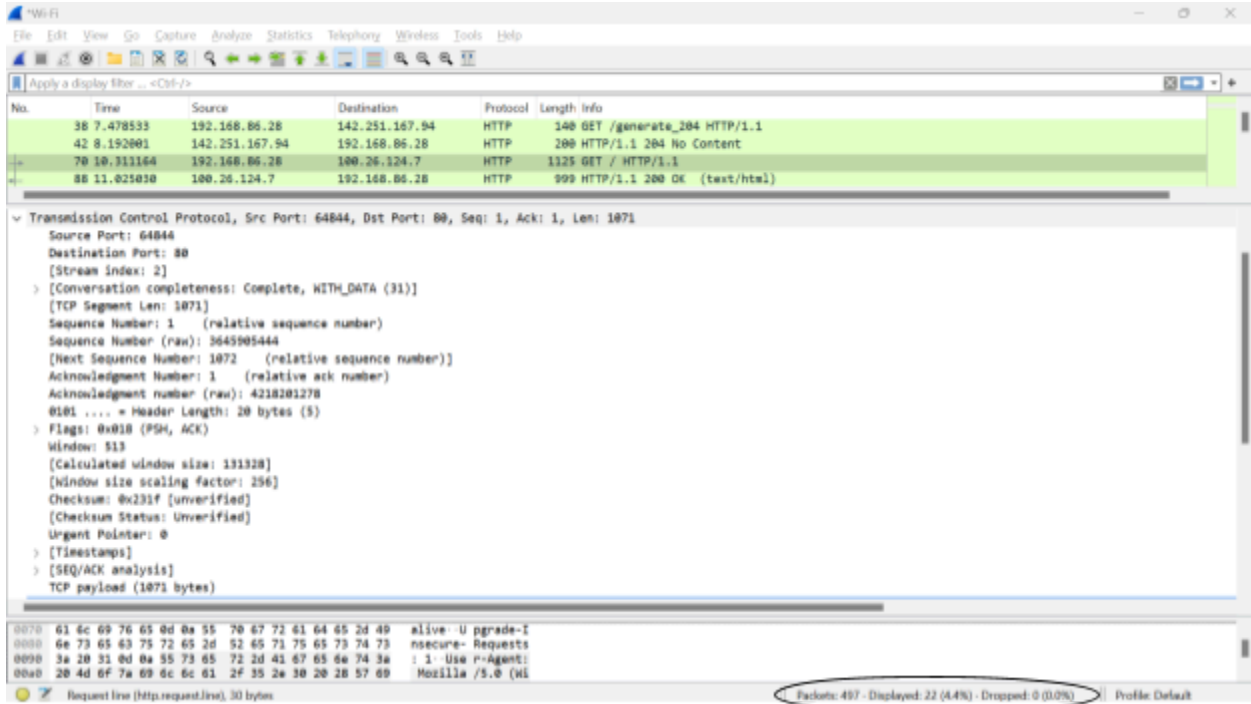 *Wi-Fi
File Edit View Go Capture Analyze Statistics Telephony Wireless Tools Help
Apply a display filter ... <Ctrl-/>
No. Time Source Destination Protocol Length Info
38 7.478533 192.168.86.28 142.251.167.94 HTTP 140 GET /generate_204 HTTP/1.1
42 8.192001 142.251.167.94 192.168.86.28 HTTP 200 HTTP/1.1 204 No Content
70 10.311164 192.168.86.28 100.26.124.7 HTTP 1125 GET / HTTP/1.1
88 11.025030 100.26.124.7 192.168.86.28 HTTP 999 HTTP/1.1 200 OK (text/html)
Transmission Control Protocol, Src Port: 64844, Dst Port: 80, Seq: 1, Ack: 1, Len: 1071
Source Port: 64844
Destination Port: 80
[Stream index: 2]
[Conversation completeness: Complete, WITH_DATA (31)]
[TCP Segment Len: 1071]
Sequence Number: 1 (relative sequence number)
Sequence Number (raw): 3645905444
[Next Sequence Number: 1072 (relative sequence number)]
Acknowledgment Number: 1 (relative ack number)
Acknowledgment number (raw): 4218201278
0101 .... = Header Length: 20 bytes (5)
Flags: 0x018 (PSH, ACK)
Window: 513
[Calculated window size: 131328]
[Window size scaling factor: 256]
Checksum: 0x231f [unverified]
[Checksum Status: Unverified]
Urgent Pointer: 0
[Timestamps]
[SEQ/ACK analysis]
TCP payload (1071 bytes)
0070 61 6c 69 76 65 0d 0a 55 70 67 72 61 64 65 2d 49 alive··U pgrade-I
0080 6e 73 65 63 75 72 65 2d 52 65 71 75 65 73 74 73 nsecure- Requests
0090 3a 20 31 0d 0a 55 73 65 72 2d 41 67 65 6e 74 3a : 1··Use r-Agent:
00a0 20 4d 6f 7a 69 6c 6c 61 2f 35 2e 30 20 28 57 69 Mozilla /5.0 (Wi
Request line (http.request.line), 30 bytes Packets: 497 · Displayed: 22 (4.4%) · Dropped: 0 (0.0%) Profile: Default